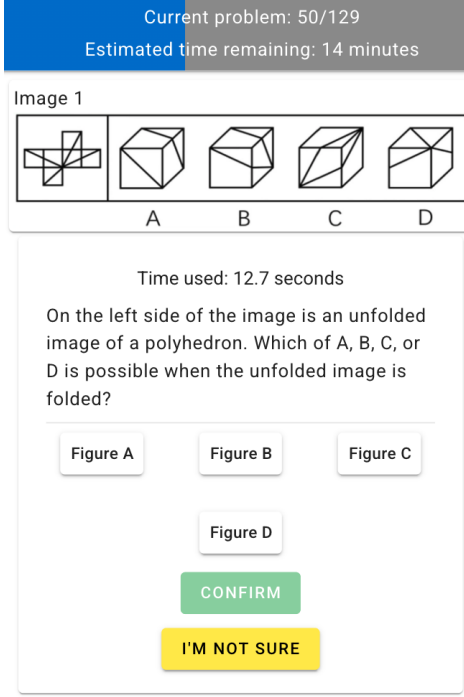 Current problem: 50/129
Estimated time remaining: 14 minutes
Image 1
A B C D
Time used: 12.7 seconds
On the left side of the image is an unfolded
image of a polyhedron. Which of A, B, C, or
D is possible when the unfolded image is
folded?
Figure A Figure B Figure C
Figure D
CONFIRM
I'M NOT SURE